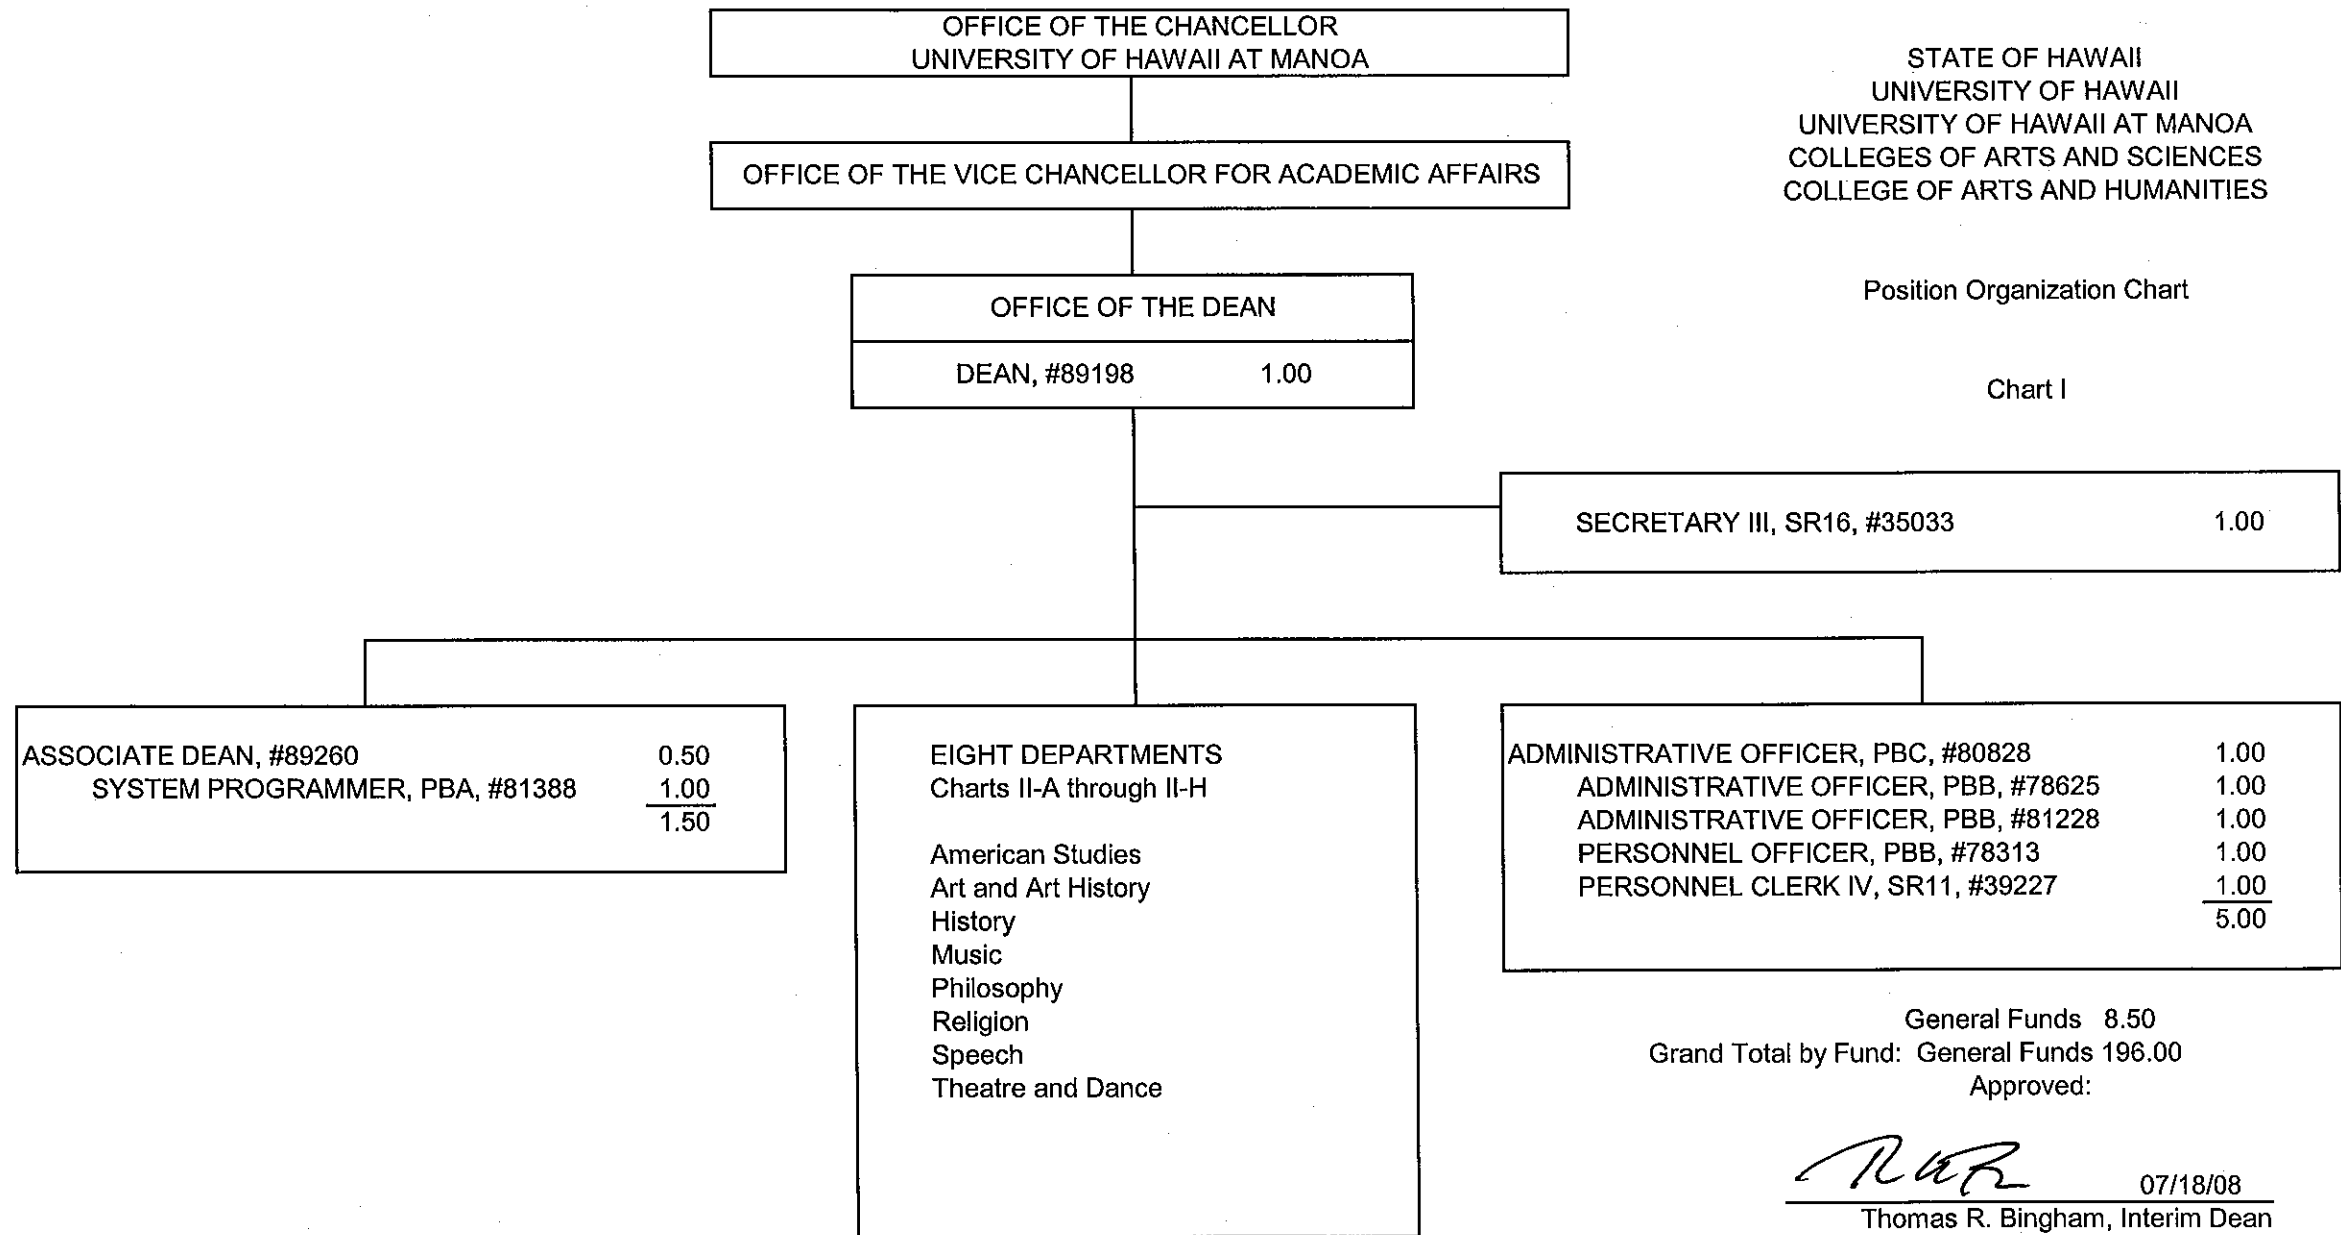 OFFICE OF THE CHANCELLOR
UNIVERSITY OF HAWAII AT MANOA
STATE OF HAWAII
UNIVERSITY OF HAWAII
UNIVERSITY OF HAWAII AT MANOA
COLLEGES OF ARTS AND SCIENCES
COLLEGE OF ARTS AND HUMANITIES
OFFICE OF THE VICE CHANCELLOR FOR ACADEMIC AFFAIRS
Position Organization Chart
Chart I
OFFICE OF THE DEAN
DEAN, #89198 1.00
SECRETARY III, SR16, #35033 1.00
ASSOCIATE DEAN, #89260 0.50
SYSTEM PROGRAMMER, PBA, #81388 1.00
1.50
EIGHT DEPARTMENTS
Charts II-A through II-H
American Studies
Art and Art History
History
Music
Philosophy
Religion
Speech
Theatre and Dance
ADMINISTRATIVE OFFICER, PBC, #80828 1.00
ADMINISTRATIVE OFFICER, PBB, #78625 1.00
ADMINISTRATIVE OFFICER, PBB, #81228 1.00
PERSONNEL OFFICER, PBB, #78313 1.00
PERSONNEL CLERK IV, SR11, #39227 1.00
5.00
General Funds 8.50
Grand Total by Fund: General Funds 196.00
Approved:
07/18/08
Thomas R. Bingham, Interim Dean